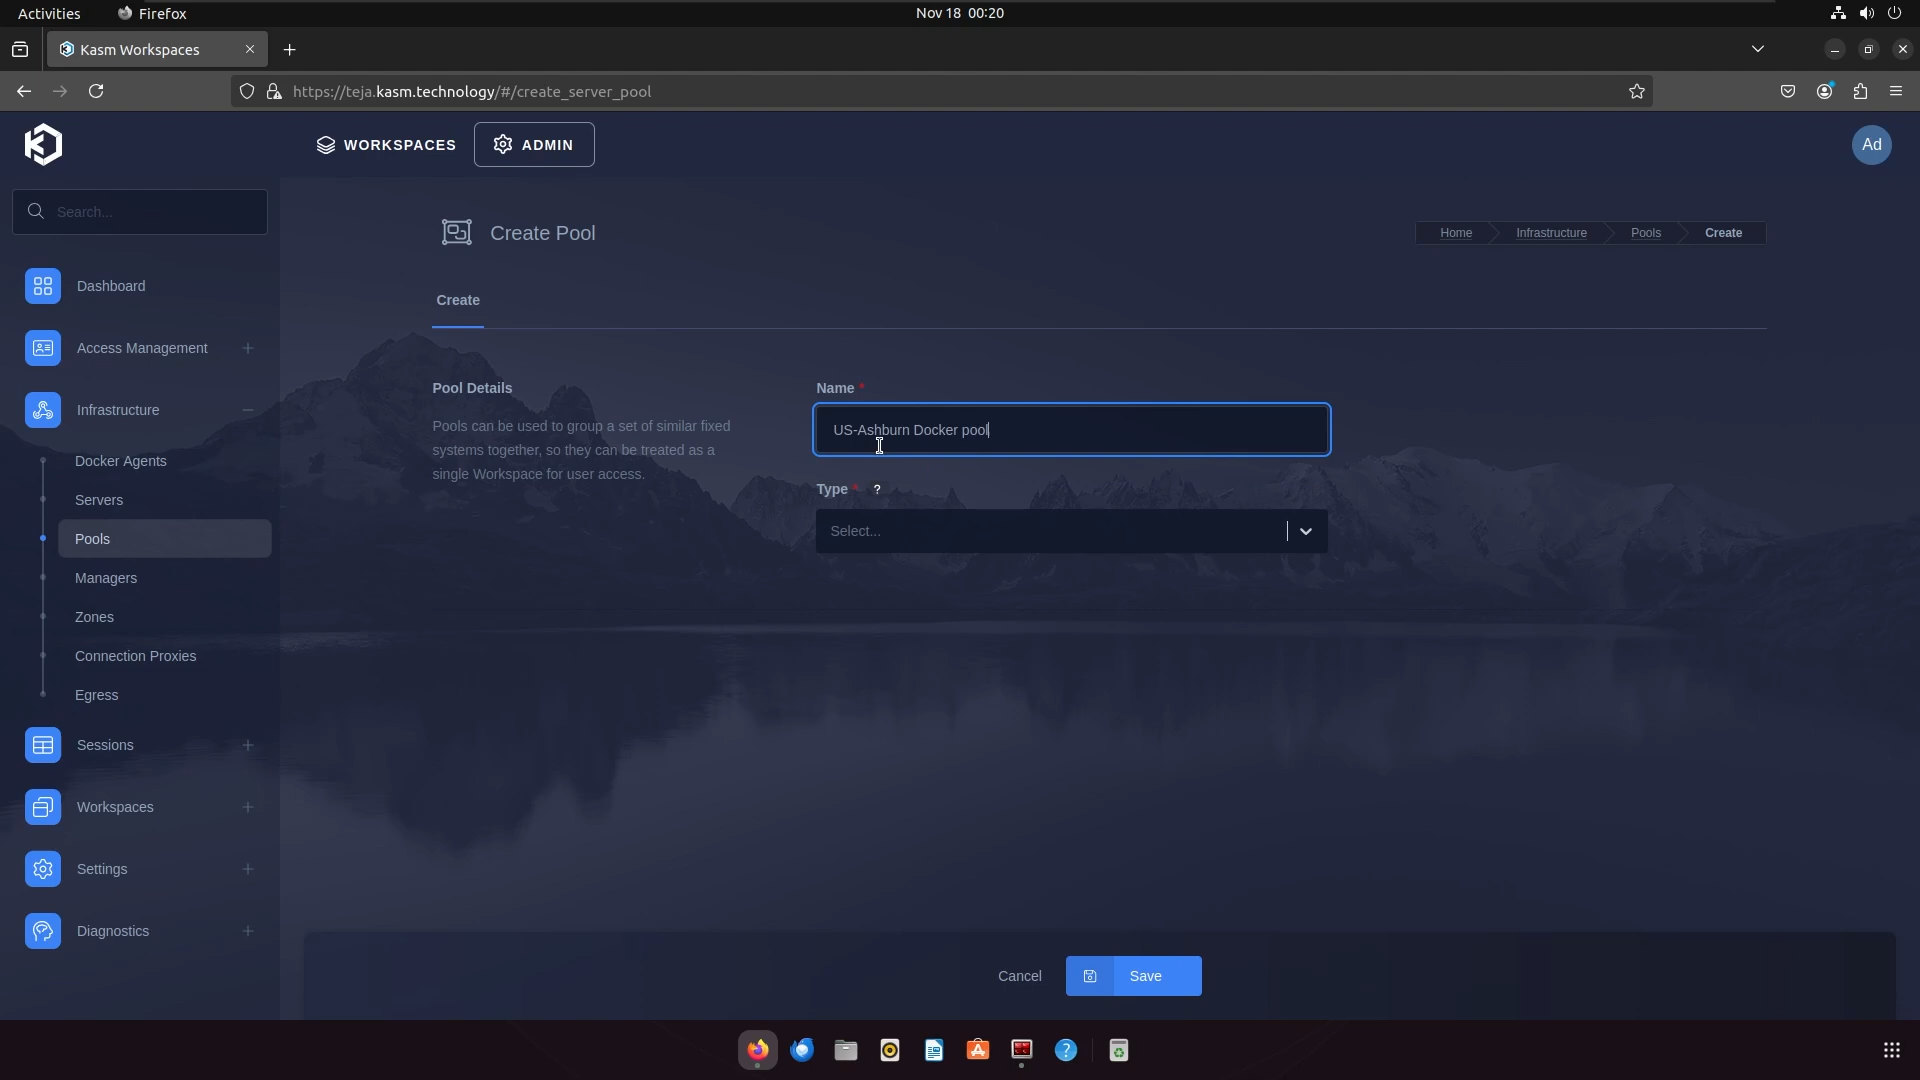 Activities Firefox Nov 18 00:20
Kasm Workspaces
https://teja.kasm.technology/#/create_server_pool
WORKSPACES ADMIN Ad
Search...
Create Pool
Home Infrastructure Pools Create
Dashboard
Create
Access Management
Pool Details
Name *
Infrastructure
Pools can be used to group a set of similar fixed
systems together, so they can be treated as a
single Workspace for user access.
US-Ashburn Docker pool
Docker Agents
Type * ?
Servers
Select...
Pools
Managers
Zones
Connection Proxies
Egress
Sessions
Workspaces
Settings
Diagnostics
Cancel Save